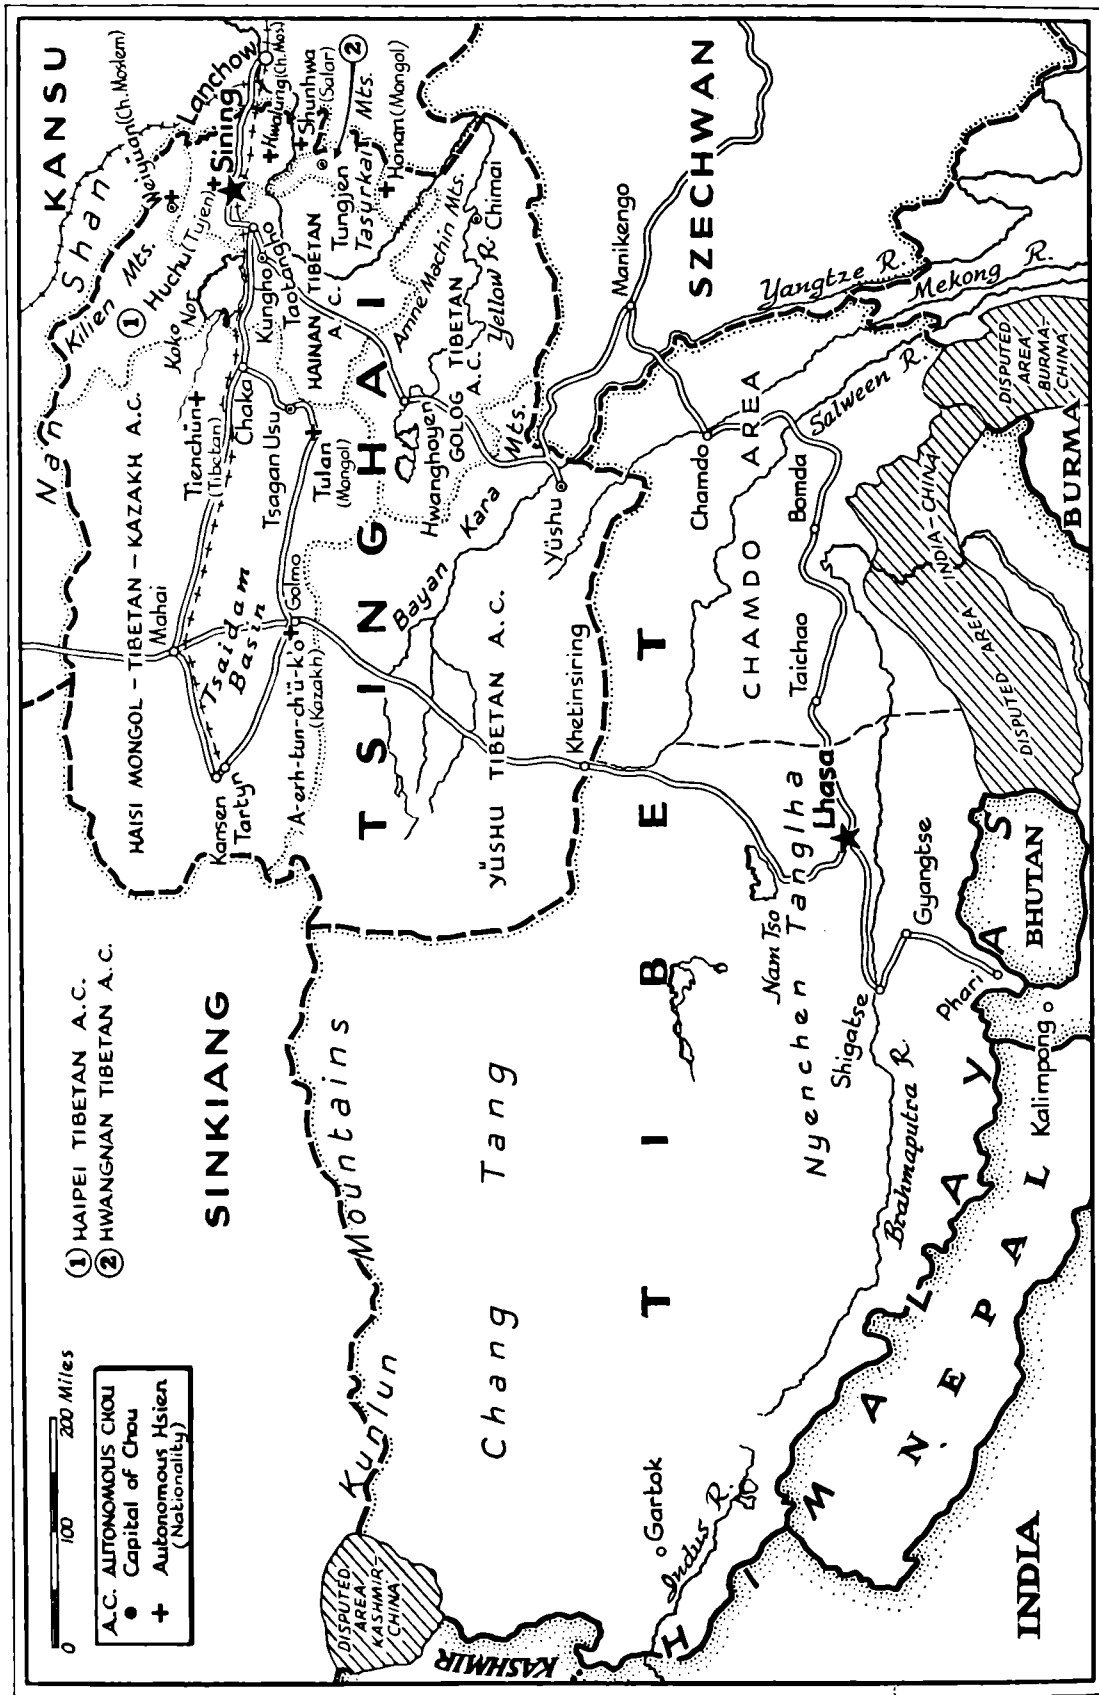 0 100 200 Miles
A.C. AUTONOMOUS CHOU
Capital of Chou
Autonomous Hsien
(Nationality)
1 HAIPEI TIBETAN A.C.
2 HWANGNAN TIBETAN A.C.
SINKIANG
KANSU
SZECHWAN
TSINGHAI
TIBET
Nan Shan
Kilien Mts.
HAISI MONGOL-TIBETAN-KAZAKH A.C.
Mahai
Tsaidam
Basin
Kansen
Tartyn
A-erh-tun-ch'ü-k'o
(Kazakh)
Golmo
Tienchün
(Tibetan)
Chaka
Tsagan Usu
Tulan
(Mongol)
Koko
Nor
1
Huchu (Tujen)
Weiyüan (Ch. Moslem)
Lanchow
Sining
Hwalung (Ch. Mos.)
Shunhwa
(Salar)
2
Kungho
Taotangho
HAINAN TIBETAN
A.C.
Tungjen
Tasurkai Mts.
Honan (Mongol)
Amne Machin Mts.
Hwanghoyen
GOLOG TIBETAN
A.C.
Yellow R.
Chimai
Bayan Kara Mts.
Yüshu
YÜSHU TIBETAN A.C.
Khetinsiring
Manikengo
Yangtze R.
Mekong R.
Salween R.
Chamdo
CHAMDO AREA
Bomda
Taichao
Lhasa
Nam Tso
Nyenchen Tanglha
Shigatse
Gyangtse
Phari
Brahmaputra R.
Kunlun Mountains
Chang Tang
Gartok
Indus R.
DISPUTED
AREA
KASHMIR-
CHINA
KASHMIR
HIMALAYAS
NEPAL
Kalimpong
BHUTAN
INDIA
DISPUTED AREA
INDIA-CHINA
DISPUTED
AREA
BURMA-
CHINA
BURMA